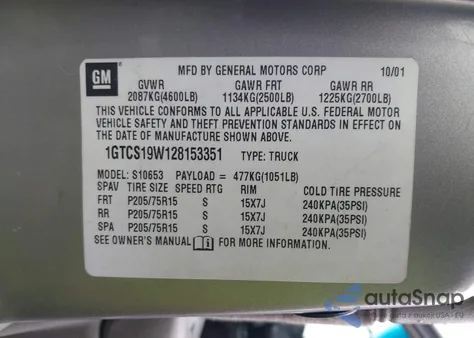 GM MFD BY GENERAL MOTORS CORP 10/01
GVWR GAWR FRT GAWR RR
2087KG(4600LB) 1134KG(2500LB) 1225KG(2700LB)
THIS VEHICLE CONFORMS TO ALL APPLICABLE U.S. FEDERAL MOTOR
VEHICLE SAFETY AND THEFT PREVENTION STANDARDS IN EFFECT ON
THE DATE OF MANUFACTURE SHOWN ABOVE.
1GTCS19W128153351 TYPE: TRUCK
MODEL: S10653 PAYLOAD = 477KG(1051LB)
SPAV TIRE SIZE SPEED RTG RIM COLD TIRE PRESSURE
FRT P205/75R15 S 15X7J 240KPA(35PSI)
RR P205/75R15 S 15X7J 240KPA(35PSI)
SPA P205/75R15 S 15X7J 240KPA(35PSI)
SEE OWNER'S MANUAL FOR MORE INFORMATION.
autoSnap